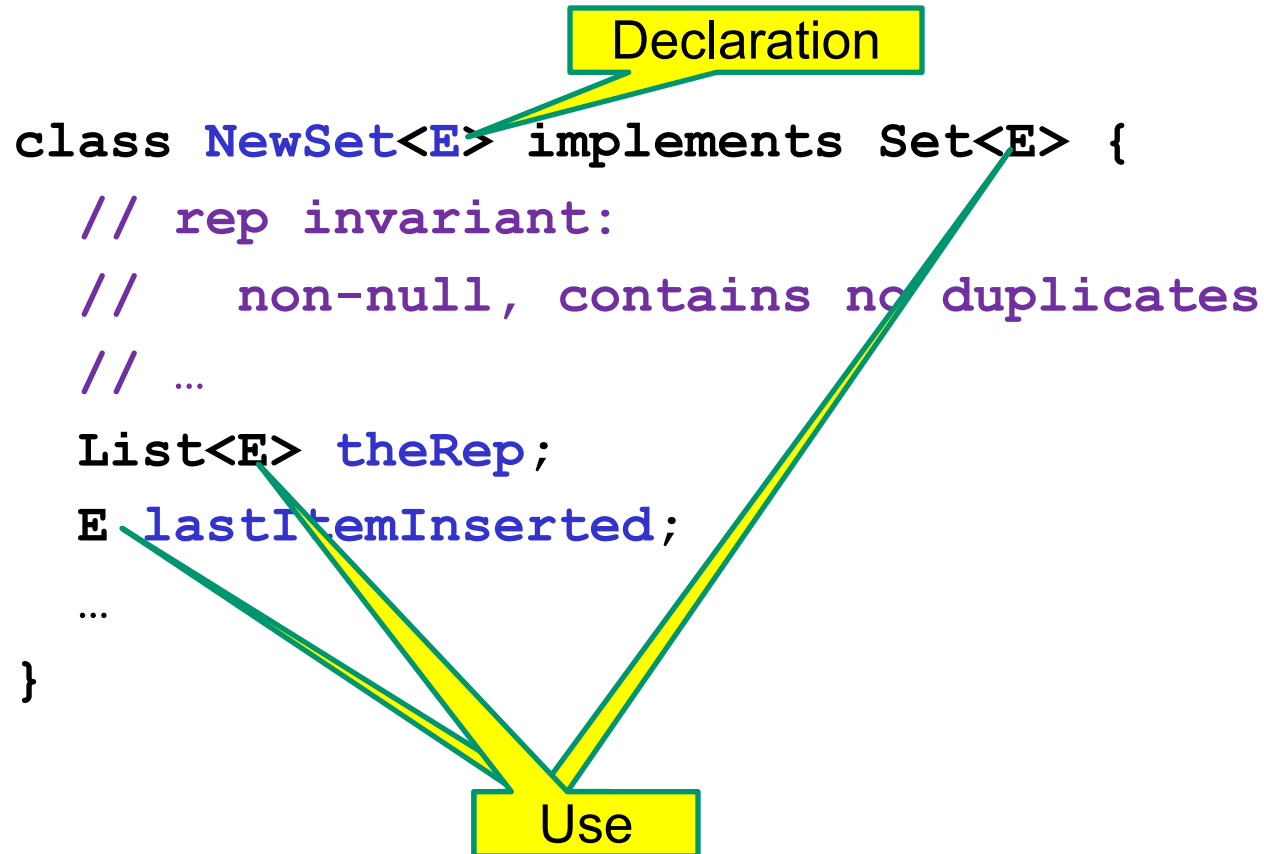 Declaration
class NewSet<E> implements Set<E> {
// rep invariant:
//   non-null, contains no duplicates
// …
List<E> theRep;
E lastItemInserted;
…
}
Use